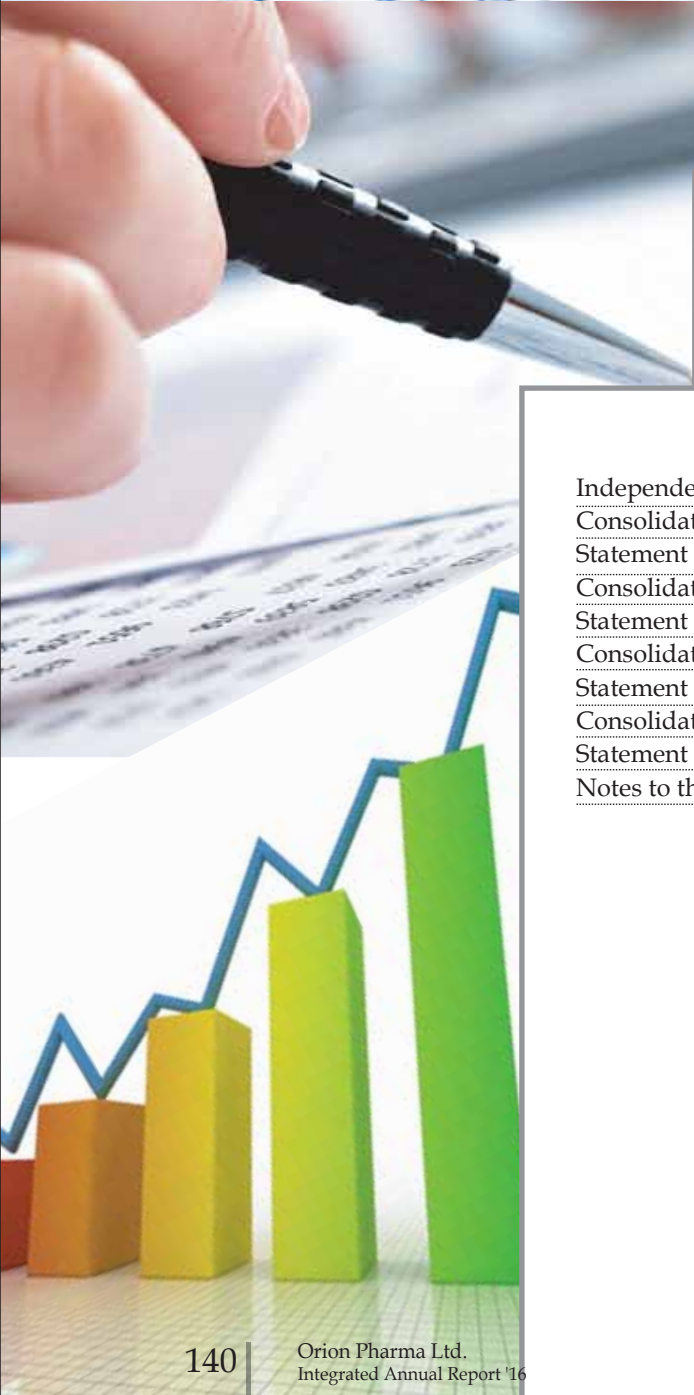 Independe
Consolidat
Statement
Consolidat
Statement
Consolidat
Statement
Consolidat
Statement
Notes to th
140
Orion Pharma Ltd.
Integrated Annual Report '16